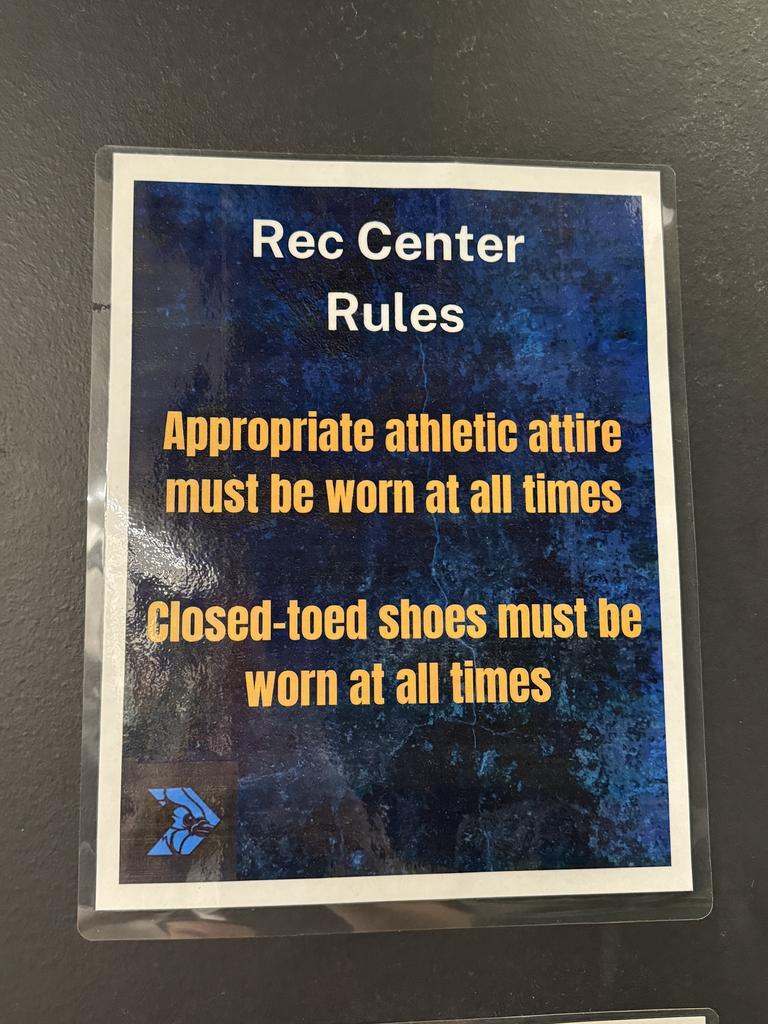 Rec Center
Rules
Appropriate athletic attire
must be worn at all times
Closed-toed shoes must be
worn at all times